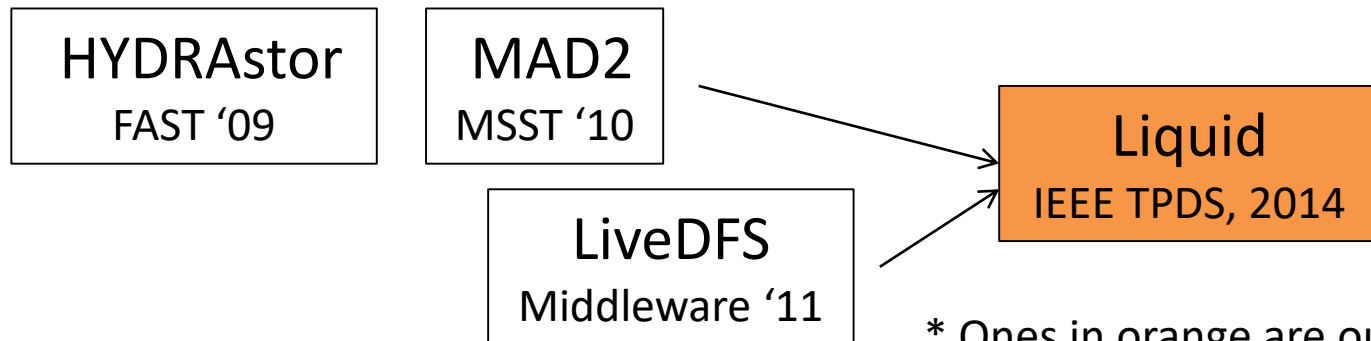 HYDRAstor
FAST ‘09
MAD2
MSST ‘10
Liquid
IEEE TPDS, 2014
LiveDFS
Middleware ‘11
* Ones in orange are